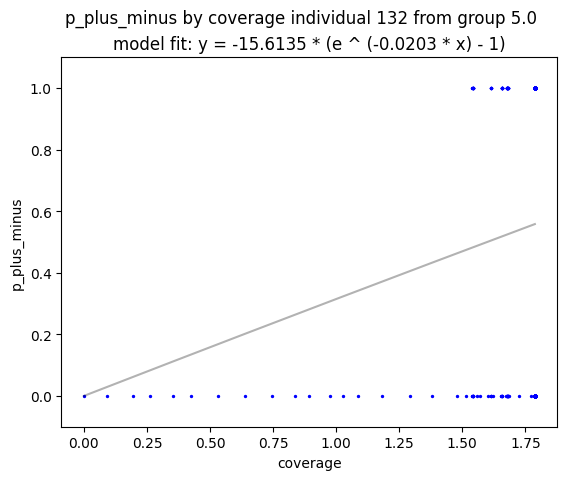 p_plus_minus by coverage individual 132 from group 5.0
model fit: y = -15.6135 * (e ^ (-0.0203 * x) - 1)
1.0
0.8
0.6
0.4
0.2
0.0
p_plus_minus
0.00 0.25 0.50 0.75 1.00 1.25 1.50 1.75
coverage